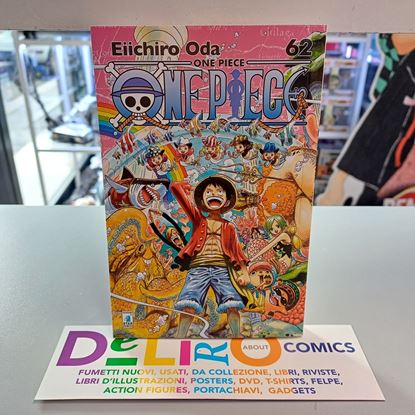 Eiichiro Oda 62
ONE PIECE
ONE PIECE
DeLiRiO ABOUT COMICS
FUMETTI NUOVI, USATI, DA COLLEZIONE, LIBRI, RIVISTE,
LIBRI D'ILLUSTRAZIONI, POSTERS, DVD, T-SHIRTS, FELPE,
ACTION FIGURES, PORTACHIAVI, GADGETS